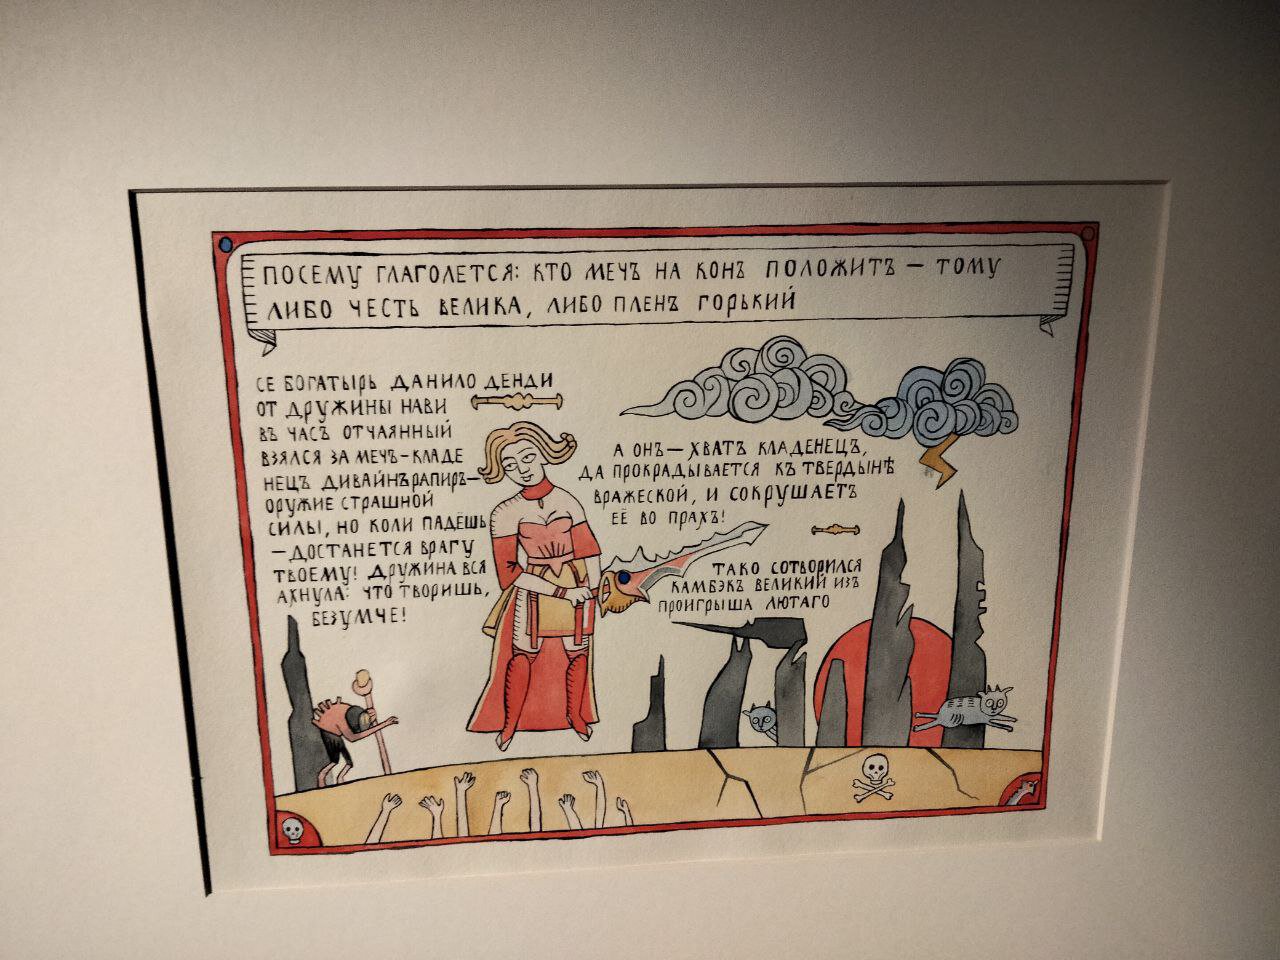 ПОСЕМУ ГЛАГОЛЕТСЯ: КТО МЕЧЪ НА КОНЪ ПОЛОЖИТЪ – ТОМУ
ЛИБО ЧЕСТЬ ВЕЛИКА, ЛИБО ПЛЕНЪ ГОРЬКИЙ
СЕ БОГАТЫРЬ ДАНИЛО ДЕНДИ
ОТ ДРУЖИНЫ НАВИ
ВЪ ЧАСЪ ОТЧАЯННЫЙ
ВЗЯЛСЯ ЗА МЕЧЪ-КЛАДЕ
НЕЦЪ ДИВАЙНЪРАПИРЪ–
ОРУЖИЕ СТРАШНОЙ
СИЛЫ, НО КОЛИ ПАДЁШЬ
–ДОСТАНЕТСЯ ВРАГУ
ТВОЕМУ! ДРУЖИНА ВСЯ
АХНУЛА: ЧТО ТВОРИШЬ,
БЕЗУМЧЕ!
А ОНЪ – ХВАТЬ КЛАДЕНЕЦЪ,
ДА ПРОКРАДЫВАЕТСЯ КЪ ТВЕРДЫНѢ
ВРАЖЕСКОЙ, И СОКРУШАЕТЪ
ЕЁ ВО ПРАХЪ!
ТАКО СОТВОРИЛСЯ
КАМБЭКЪ ВЕЛИКИЙ ИЗЪ
ПРОИГРЫША ЛЮТАГО